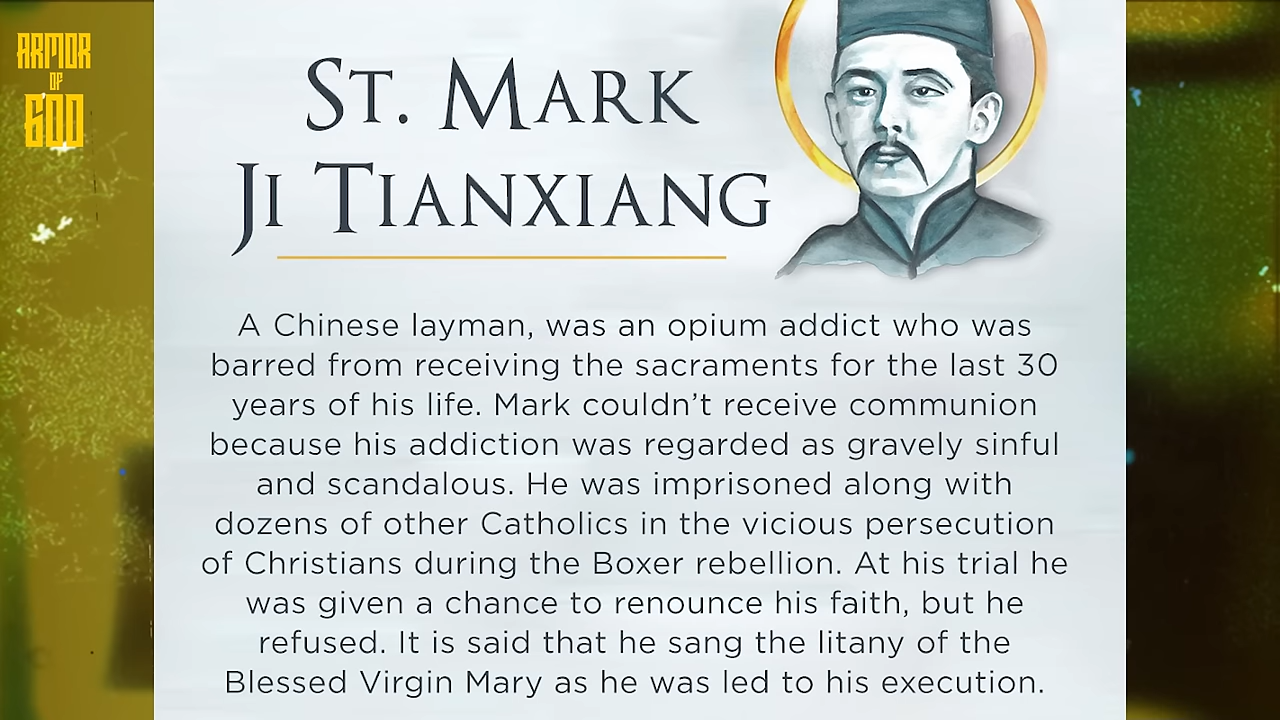 ARMOR
OF
GOD
St. Mark
Ji Tianxiang
A Chinese layman, was an opium addict who was
barred from receiving the sacraments for the last 30
years of his life. Mark couldn’t receive communion
because his addiction was regarded as gravely sinful
and scandalous. He was imprisoned along with
dozens of other Catholics in the vicious persecution
of Christians during the Boxer rebellion. At his trial he
was given a chance to renounce his faith, but he
refused. It is said that he sang the litany of the
Blessed Virgin Mary as he was led to his execution.